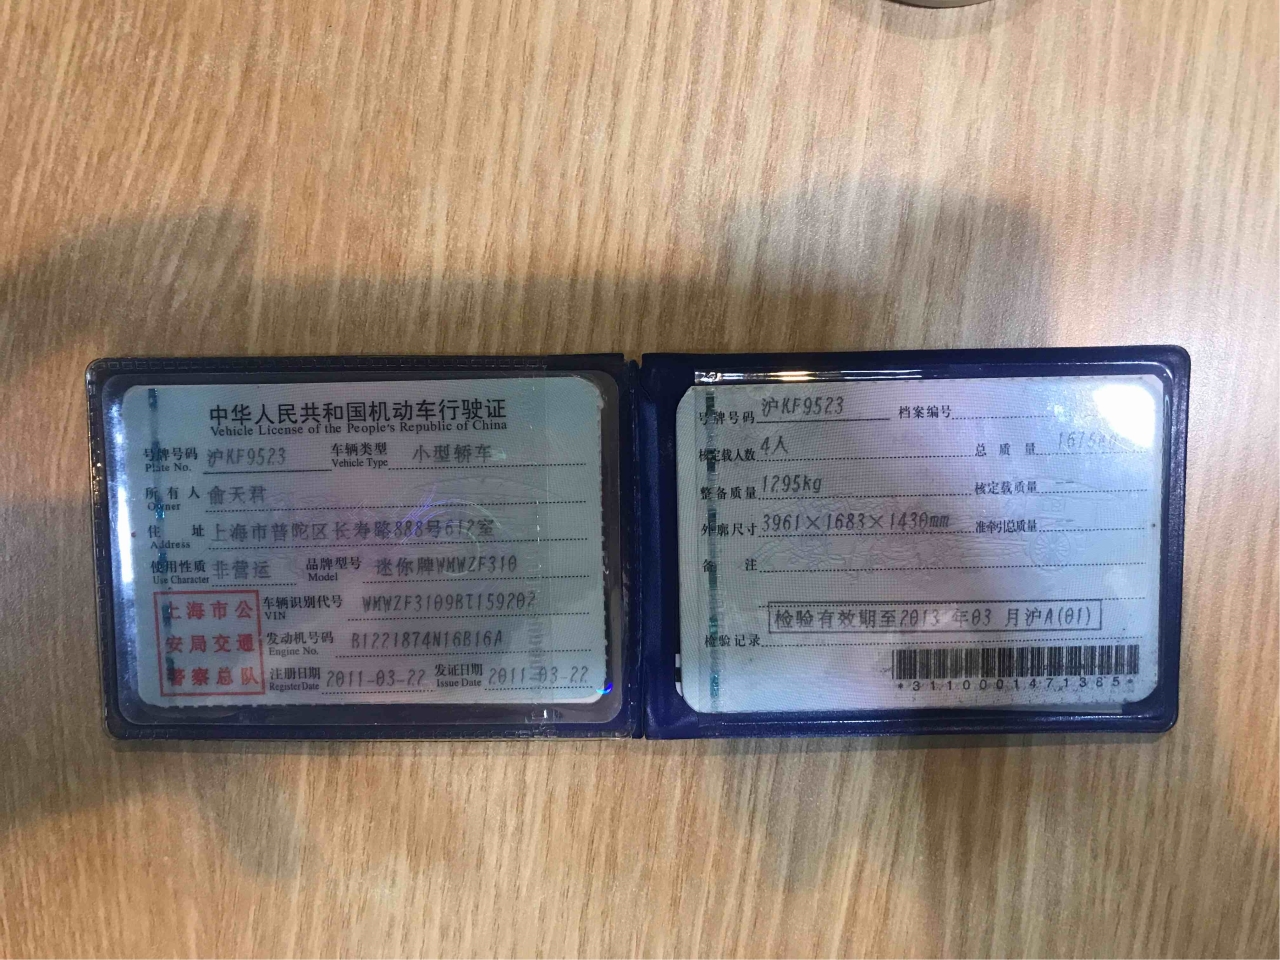 中华人民共和国机动车行驶证
Vehicle License of the People's Republic of China
号牌号码 沪KF9523 车辆类型 小型轿车
Plate No. Vehicle Type
所有人 俞天君
Owner
住址 上海市普陀区长寿路888号612室
Address
使用性质 非营运 品牌型号 迷你牌WMWZF310
Use Character Model
上海市公
安局交通
警察总队
车辆识别代号 WMWZF3109BT159202
VIN
发动机号码 B1221874N16B16A
Engine No.
注册日期 2011-03-22 发证日期 2011-03-22
Register Date Issue Date
号牌号码 沪KF9523 档案编号
核定载人数 4人 总质量 1675kg
整备质量 1295kg 核定载质量
外廓尺寸 3961×1683×1430mm 准牵引总质量
备注
检验有效期至2013年03月沪A(01)
检验记录
*3110001471365*